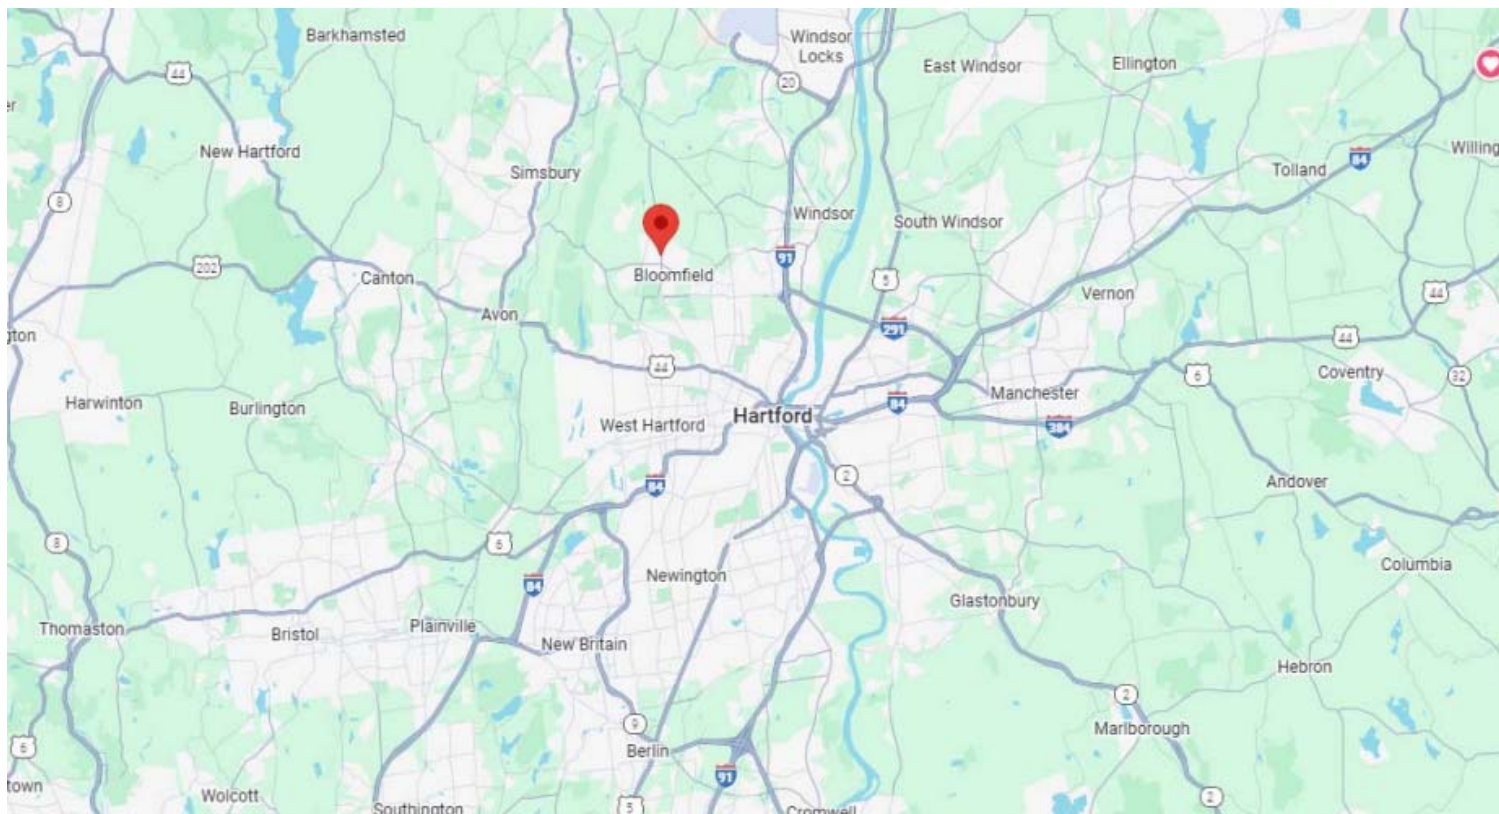 Barkhamsted
Windsor
Locks
East Windsor
Ellington
44
20
er
New Hartford
Simsbury
84
Tolland
Willing
8
Windsor
South Windsor
202
Canton
91
Bloomfield
5
Vernon
44
Avon
291
gton
44
44
6
Coventry
32
Harwinton
Burlington
West Hartford
Hartford
84
Manchester
384
84
2
Andover
8
6
84
Newington
Columbia
Glastonbury
Thomaston
Bristol
Plainville
New Britain
Hebron
2
Marlborough
6
9
Berlin
91
town
Wolcott
Southington
5
Cromwell
2